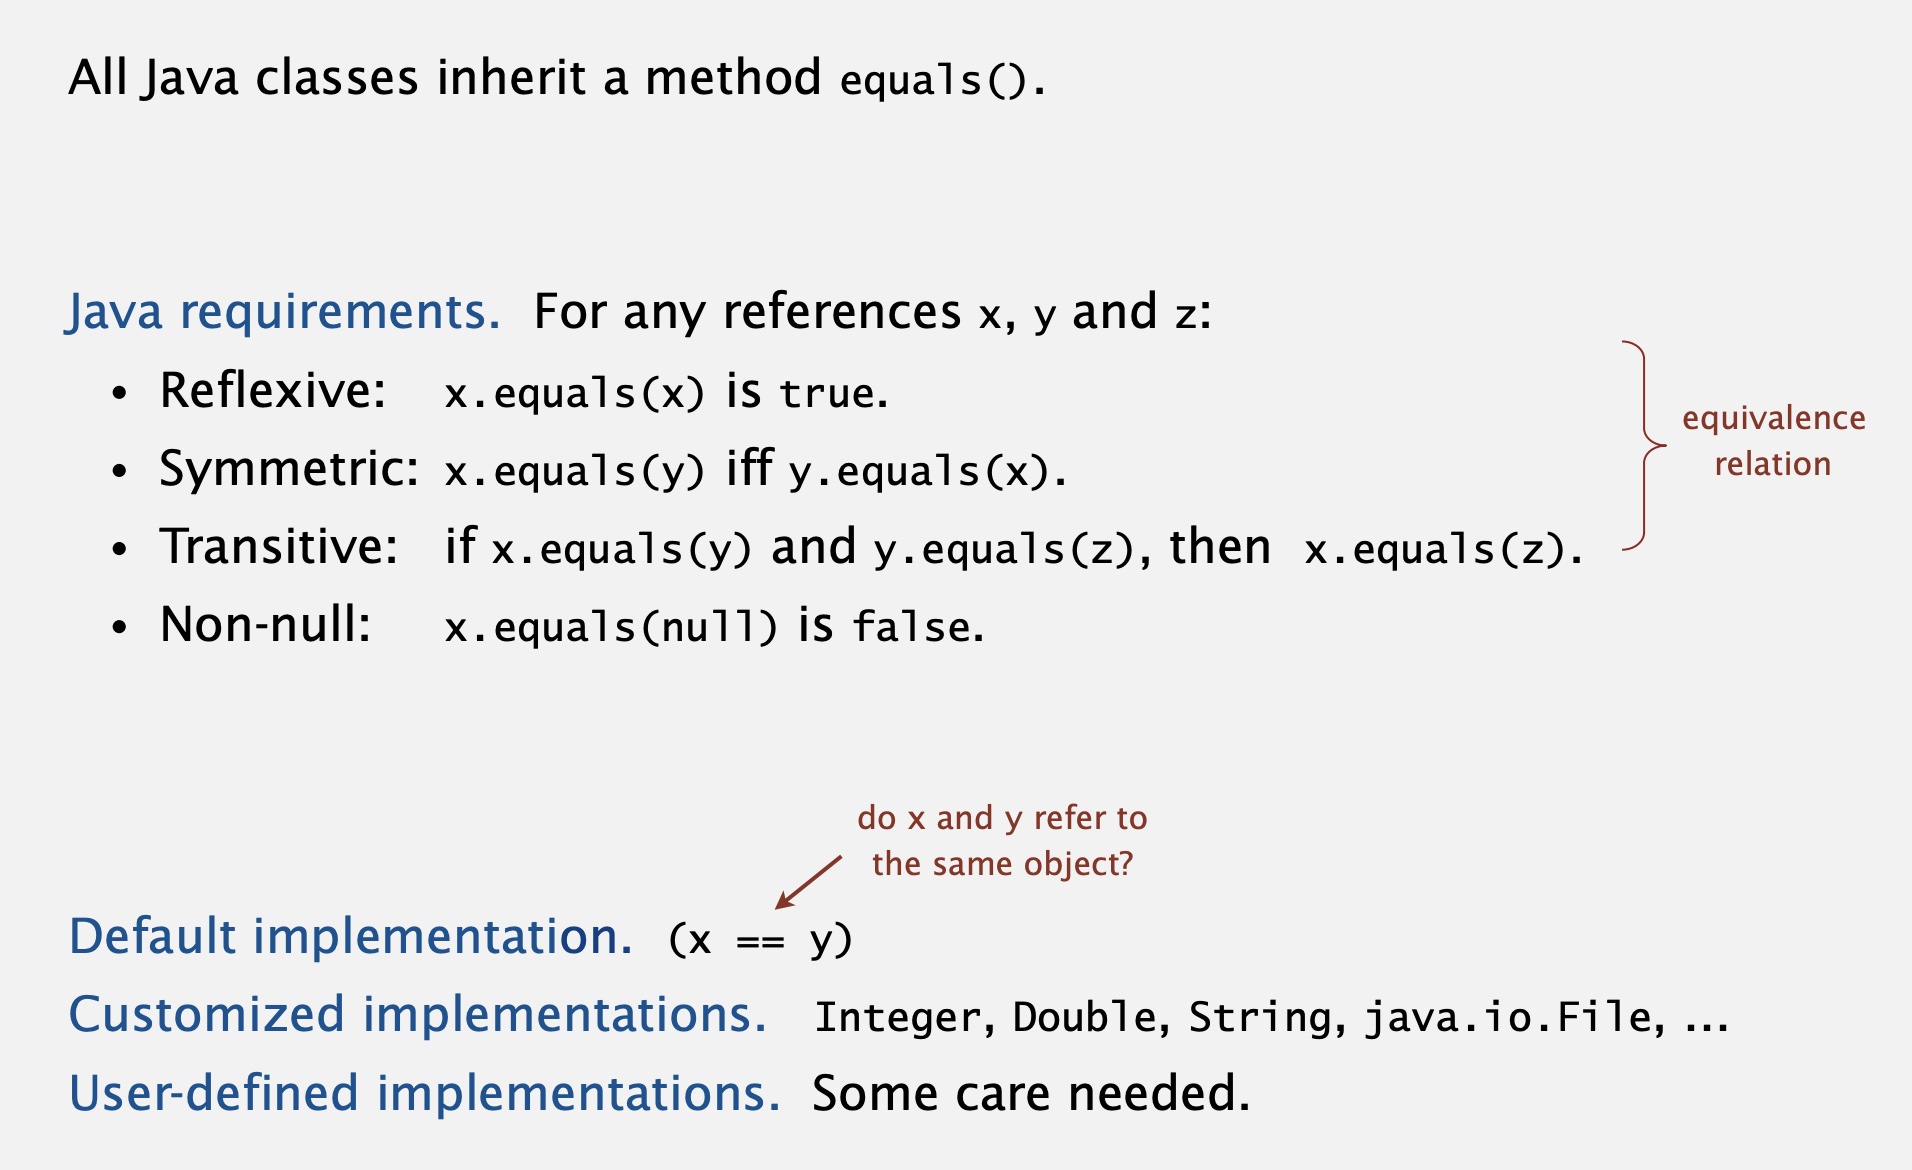 All Java classes inherit a method equals().
Java requirements. For any references x, y and z:
• Reflexive: x.equals(x) is true.
• Symmetric: x.equals(y) iff y.equals(x).
• Transitive: if x.equals(y) and y.equals(z), then x.equals(z).
• Non-null: x.equals(null) is false.
equivalence
relation
do x and y refer to
the same object?
Default implementation. (x == y)
Customized implementations. Integer, Double, String, java.io.File, …
User-defined implementations. Some care needed.